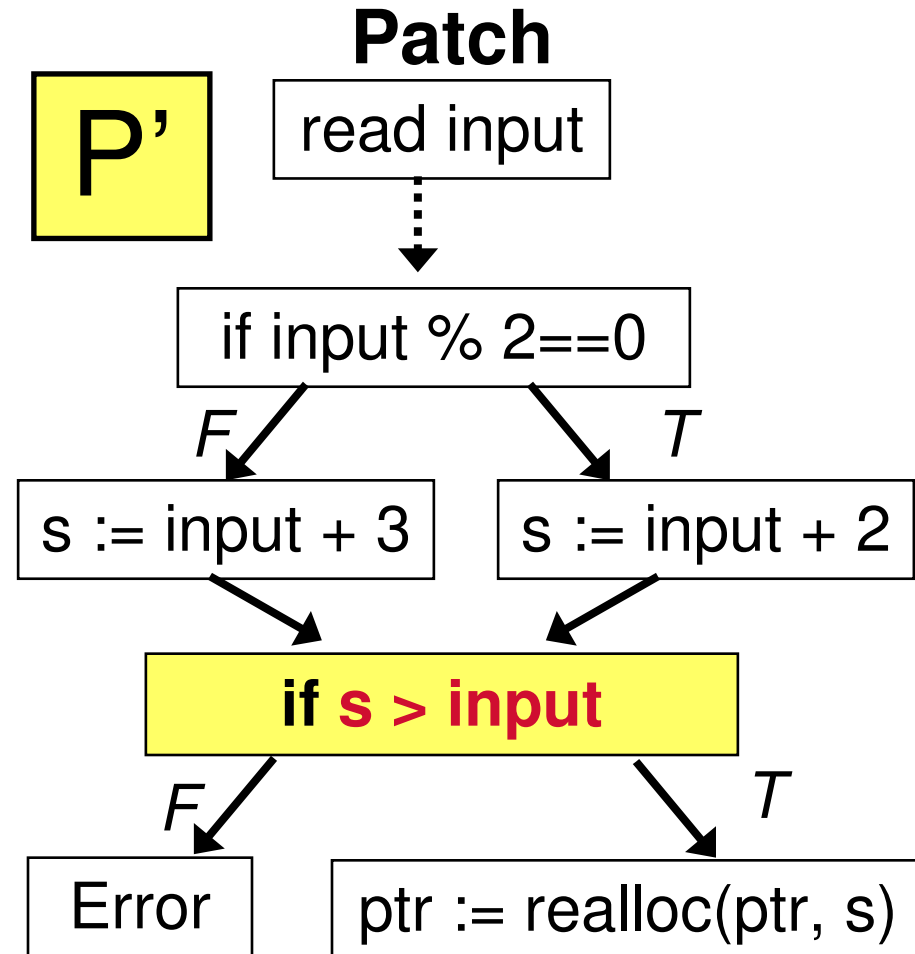 Patch
P’
read input
if input % 2==0
F
T
s := input + 3
s := input + 2
if s > input
F
T
Error
ptr := realloc(ptr, s)